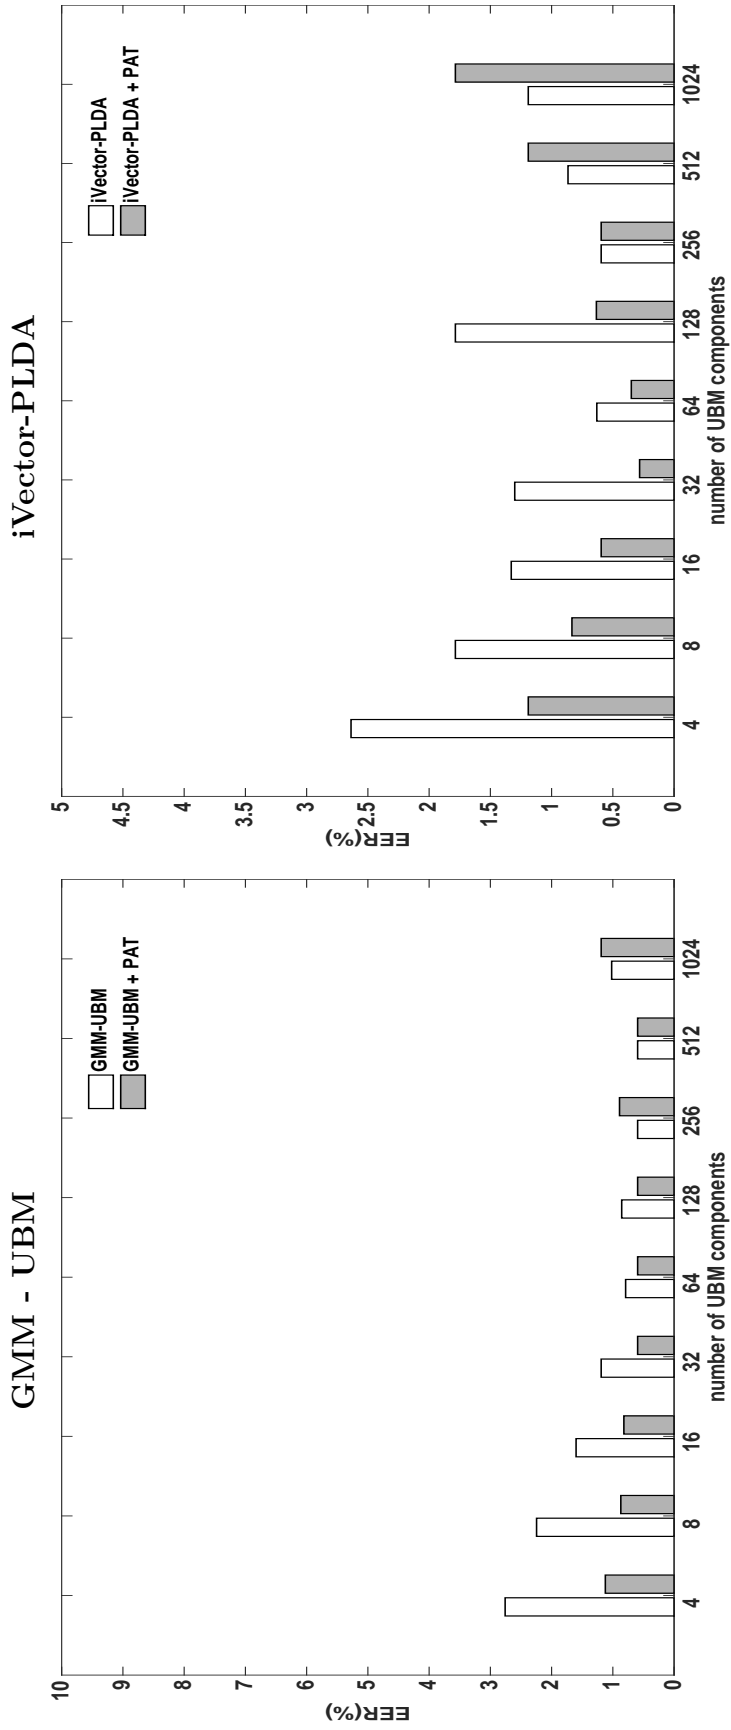 GMM - UBM
10
9
8
7
6
5
4
3
2
1
0
EER(%)
GMM-UBM
GMM-UBM + PAT
4 8 16 32 64 128 256 512 1024
number of UBM components
iVector-PLDA
5
4.5
4
3.5
3
2.5
2
1.5
1
0.5
0
EER(%)
iVector-PLDA
iVector-PLDA + PAT
4 8 16 32 64 128 256 512 1024
number of UBM components